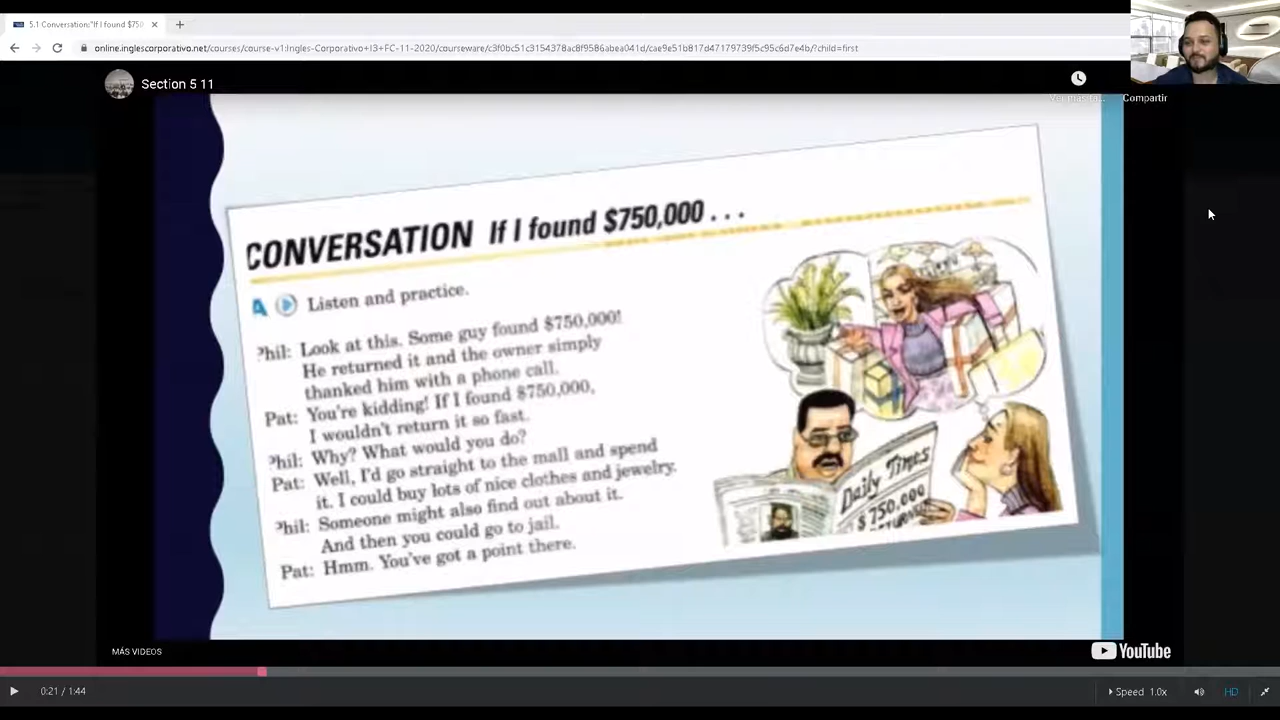 5.1 Conversation:"If I found $750
online.inglescorporativo.net/courses/course-v1:Ingles-Corporativo+I3+FC-11-2020/courseware/c3f0bc51c3154378ac8f9586abea041d/cae9e51b817d47179739f5c95c6d7e4b/?child=first
Section 5 11
Compartir
CONVERSATION If I found $750,000 . . .
A Listen and practice.
Phil: Look at this. Some guy found $750,000!
He returned it and the owner simply
thanked him with a phone call.
Pat: You're kidding! If I found $750,000,
I wouldn't return it so fast.
Phil: Why? What would you do?
Pat: Well, I'd go straight to the mall and spend
it. I could buy lots of nice clothes and jewelry.
Phil: Someone might also find out about it.
And then you could go to jail.
Pat: Hmm. You've got a point there.
Daily Times
$750,000
MÁS VIDEOS
YouTube
0:21 / 1:44
Speed 1.0x
HD